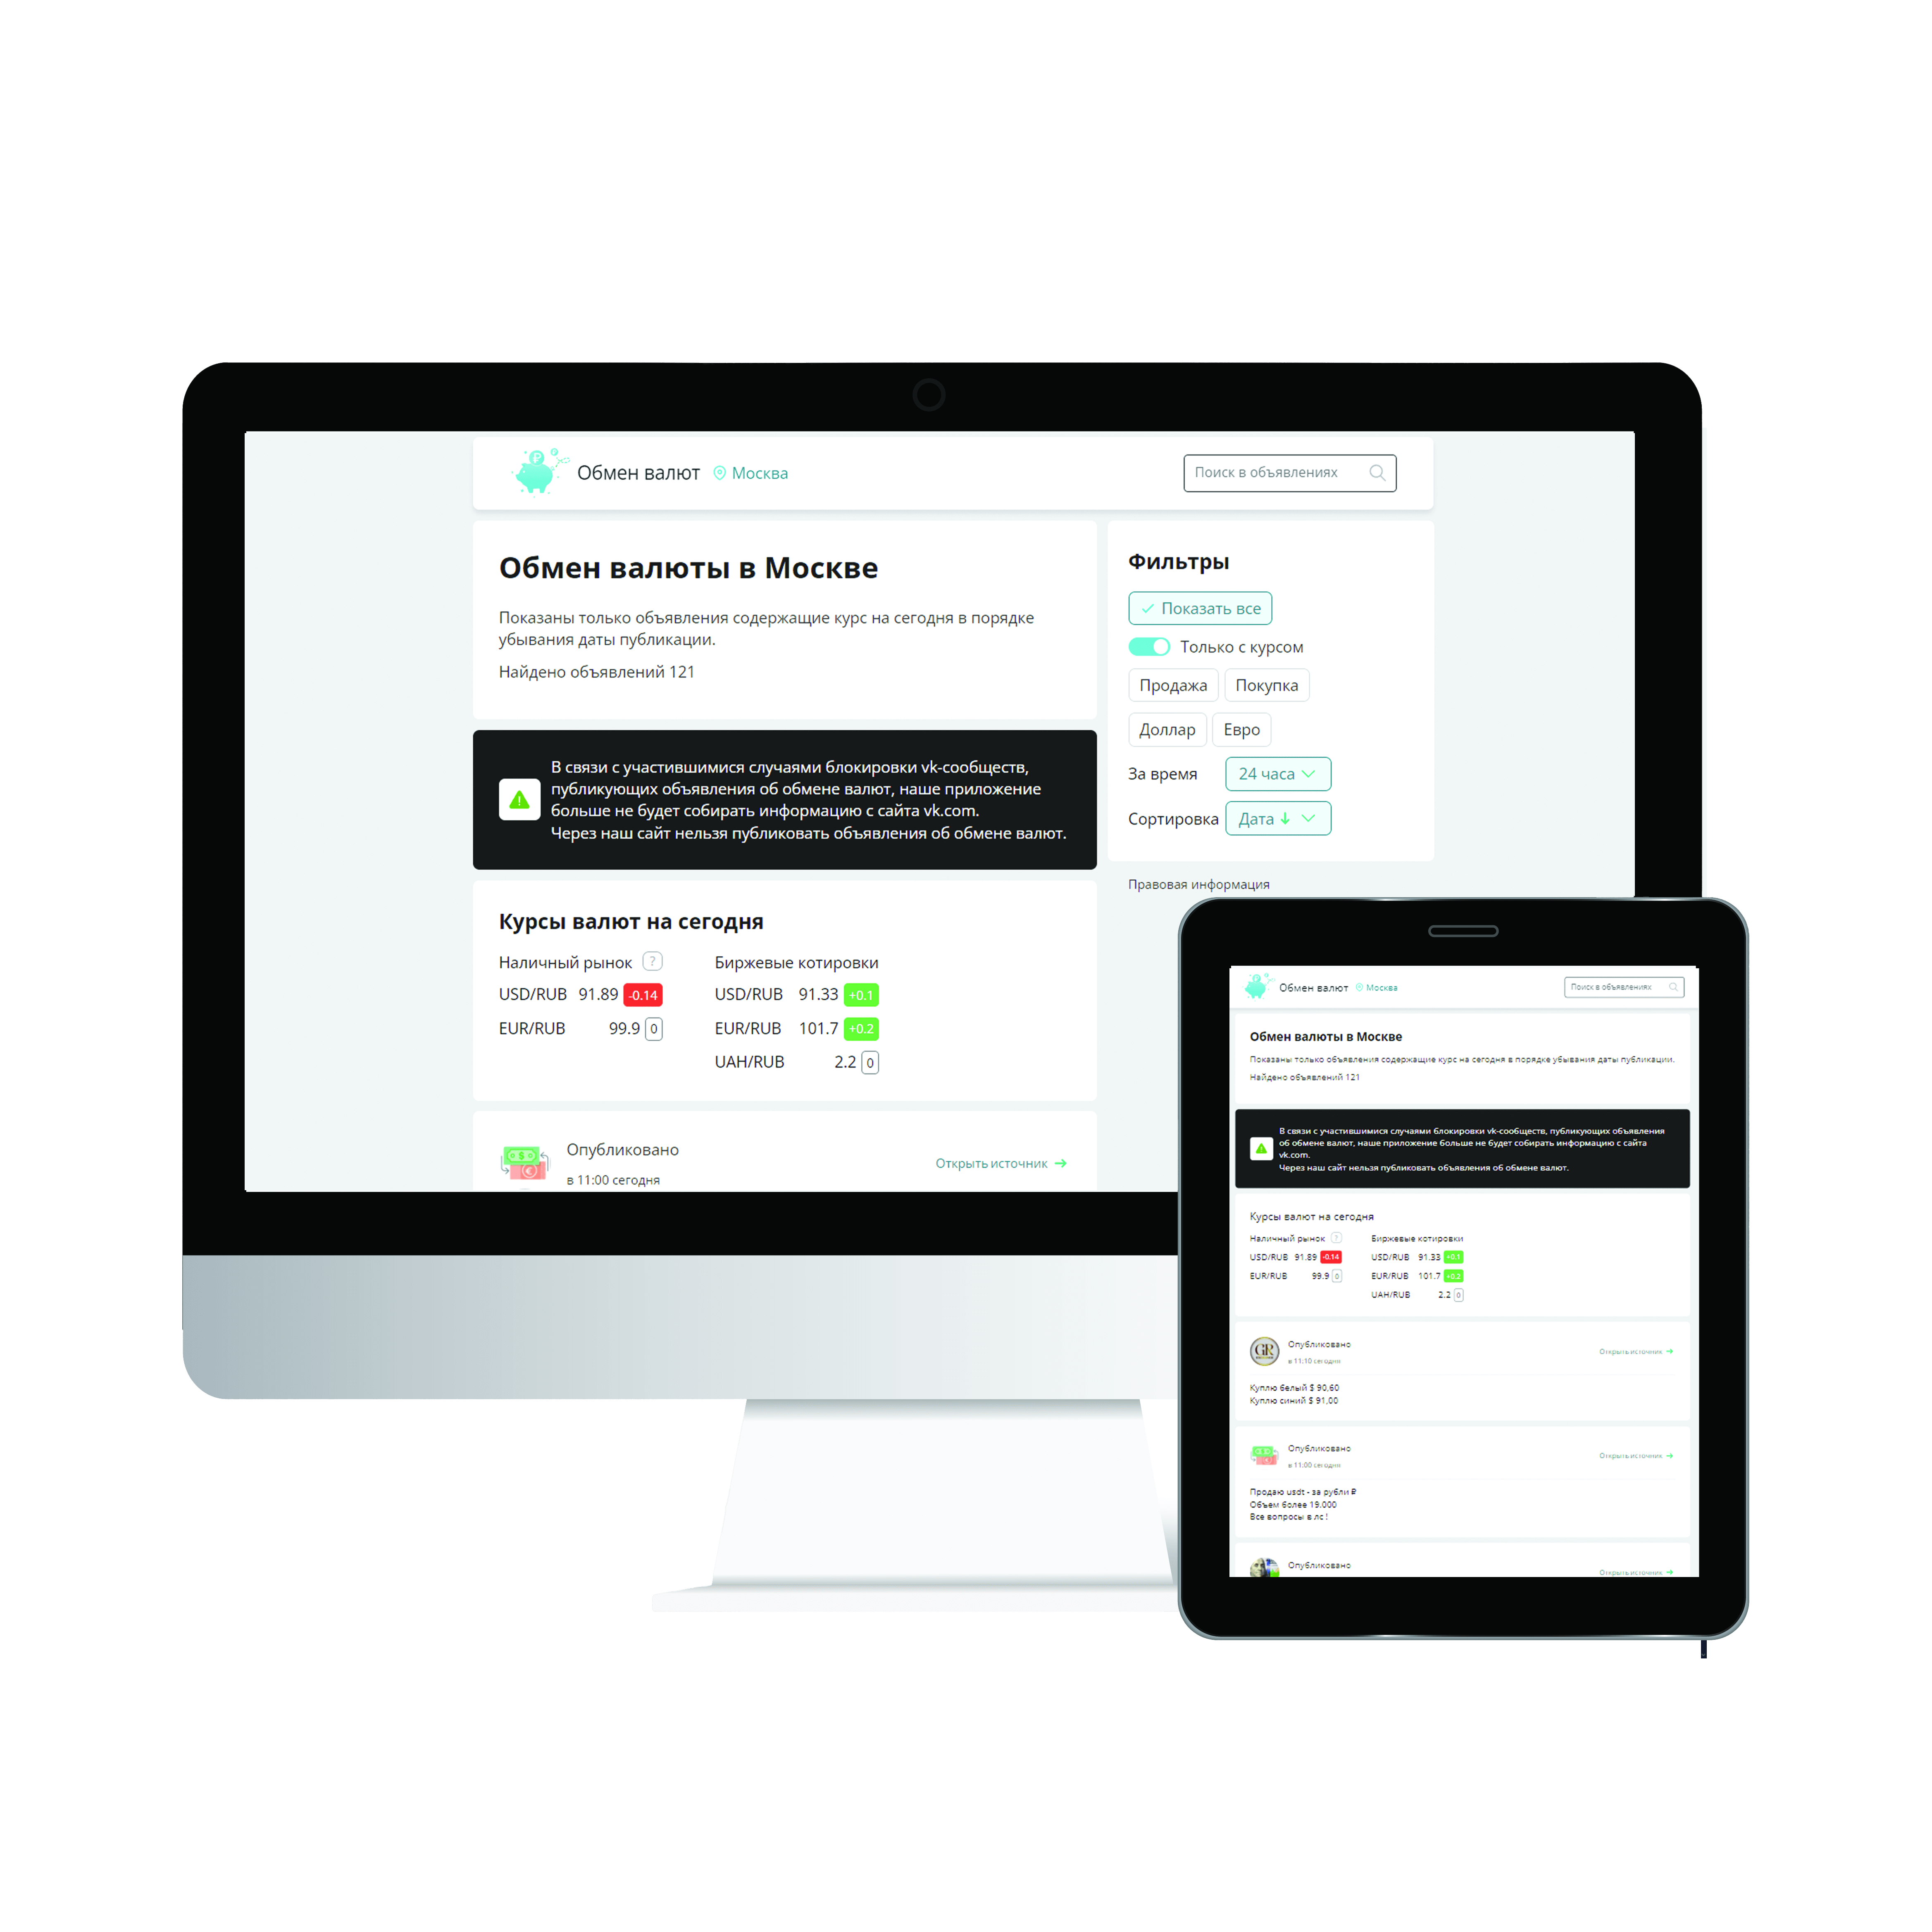 Обмен валют
Москва
Поиск в объявлениях
Обмен валюты в Москве
Показаны только объявления содержащие курс на сегодня в порядке
убывания даты публикации.
Найдено объявлений 121
В связи с участившимися случаями блокировки vk-сообществ,
публикующих объявления об обмене валют, наше приложение
больше не будет собирать информацию с сайта vk.com.
Через наш сайт нельзя публиковать объявления об обмене валют.
Курсы валют на сегодня
Наличный рынок ?
USD/RUB 91.89 -0.14
EUR/RUB 99.9 0
Биржевые котировки
USD/RUB 91.33 +0.1
EUR/RUB 101.7 +0.2
UAH/RUB 2.2 0
Опубликовано
в 11:00 сегодня
Открыть источник →
Фильтры
Показать все
Только с курсом
Продажа Покупка
Доллар Евро
За время 24 часа
Сортировка Дата ↓
Правовая информация
Обмен валют
Москва
Поиск в объявлениях
Обмен валюты в Москве
Показаны только объявления содержащие курс на сегодня в порядке убывания даты публикации.
Найдено объявлений 121
В связи с участившимися случаями блокировки vk-сообществ, публикующих объявления
об обмене валют, наше приложение больше не будет собирать информацию с сайта
vk.com.
Через наш сайт нельзя публиковать объявления об обмене валют.
Курсы валют на сегодня
Наличный рынок ?
USD/RUB 91.89 -0.14
EUR/RUB 99.9 0
Биржевые котировки
USD/RUB 91.33 +0.1
EUR/RUB 101.7 +0.2
UAH/RUB 2.2 0
GR
Опубликовано
в 11:10 сегодня
Открыть источник →
Куплю белый $ 90,60
Куплю синий $ 91,00
Опубликовано
в 11:00 сегодня
Открыть источник →
Продаю usdt - за рубли ₽
Объем более 19.000
Все вопросы в лс !
Опубликовано
Открыть источник →